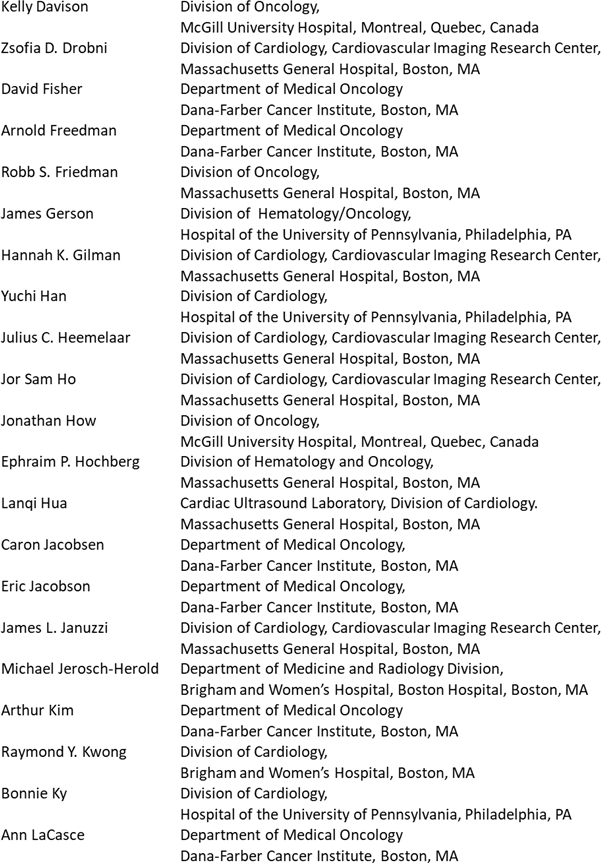 Kelly Davison Division of Oncology,
McGill University Hospital, Montreal, Quebec, Canada
Zsofia D. Drobni Division of Cardiology, Cardiovascular Imaging Research Center,
Massachusetts General Hospital, Boston, MA
David Fisher Department of Medical Oncology
Dana-Farber Cancer Institute, Boston, MA
Arnold Freedman Department of Medical Oncology
Dana-Farber Cancer Institute, Boston, MA
Robb S. Friedman Division of Oncology,
Massachusetts General Hospital, Boston, MA
James Gerson Division of Hematology/Oncology,
Hospital of the University of Pennsylvania, Philadelphia, PA
Hannah K. Gilman Division of Cardiology, Cardiovascular Imaging Research Center,
Massachusetts General Hospital, Boston, MA
Yuchi Han Division of Cardiology,
Hospital of the University of Pennsylvania, Philadelphia, PA
Julius C. Heemelaar Division of Cardiology, Cardiovascular Imaging Research Center,
Massachusetts General Hospital, Boston, MA
Jor Sam Ho Division of Cardiology, Cardiovascular Imaging Research Center,
Massachusetts General Hospital, Boston, MA
Jonathan How Division of Oncology,
McGill University Hospital, Montreal, Quebec, Canada
Ephraim P. Hochberg Division of Hematology and Oncology,
Massachusetts General Hospital, Boston, MA
Lanqi Hua Cardiac Ultrasound Laboratory, Division of Cardiology.
Massachusetts General Hospital, Boston, MA
Caron Jacobsen Department of Medical Oncology,
Dana-Farber Cancer Institute, Boston, MA
Eric Jacobson Department of Medical Oncology,
Dana-Farber Cancer Institute, Boston, MA
James L. Januzzi Division of Cardiology, Cardiovascular Imaging Research Center,
Massachusetts General Hospital, Boston, MA
Michael Jerosch-Herold Department of Medicine and Radiology Division,
Brigham and Women’s Hospital, Boston Hospital, Boston, MA
Arthur Kim Department of Medical Oncology
Dana-Farber Cancer Institute, Boston, MA
Raymond Y. Kwong Division of Cardiology,
Brigham and Women’s Hospital, Boston, MA
Bonnie Ky Division of Cardiology,
Hospital of the University of Pennsylvania, Philadelphia, PA
Ann LaCasce Department of Medical Oncology
Dana-Farber Cancer Institute, Boston, MA